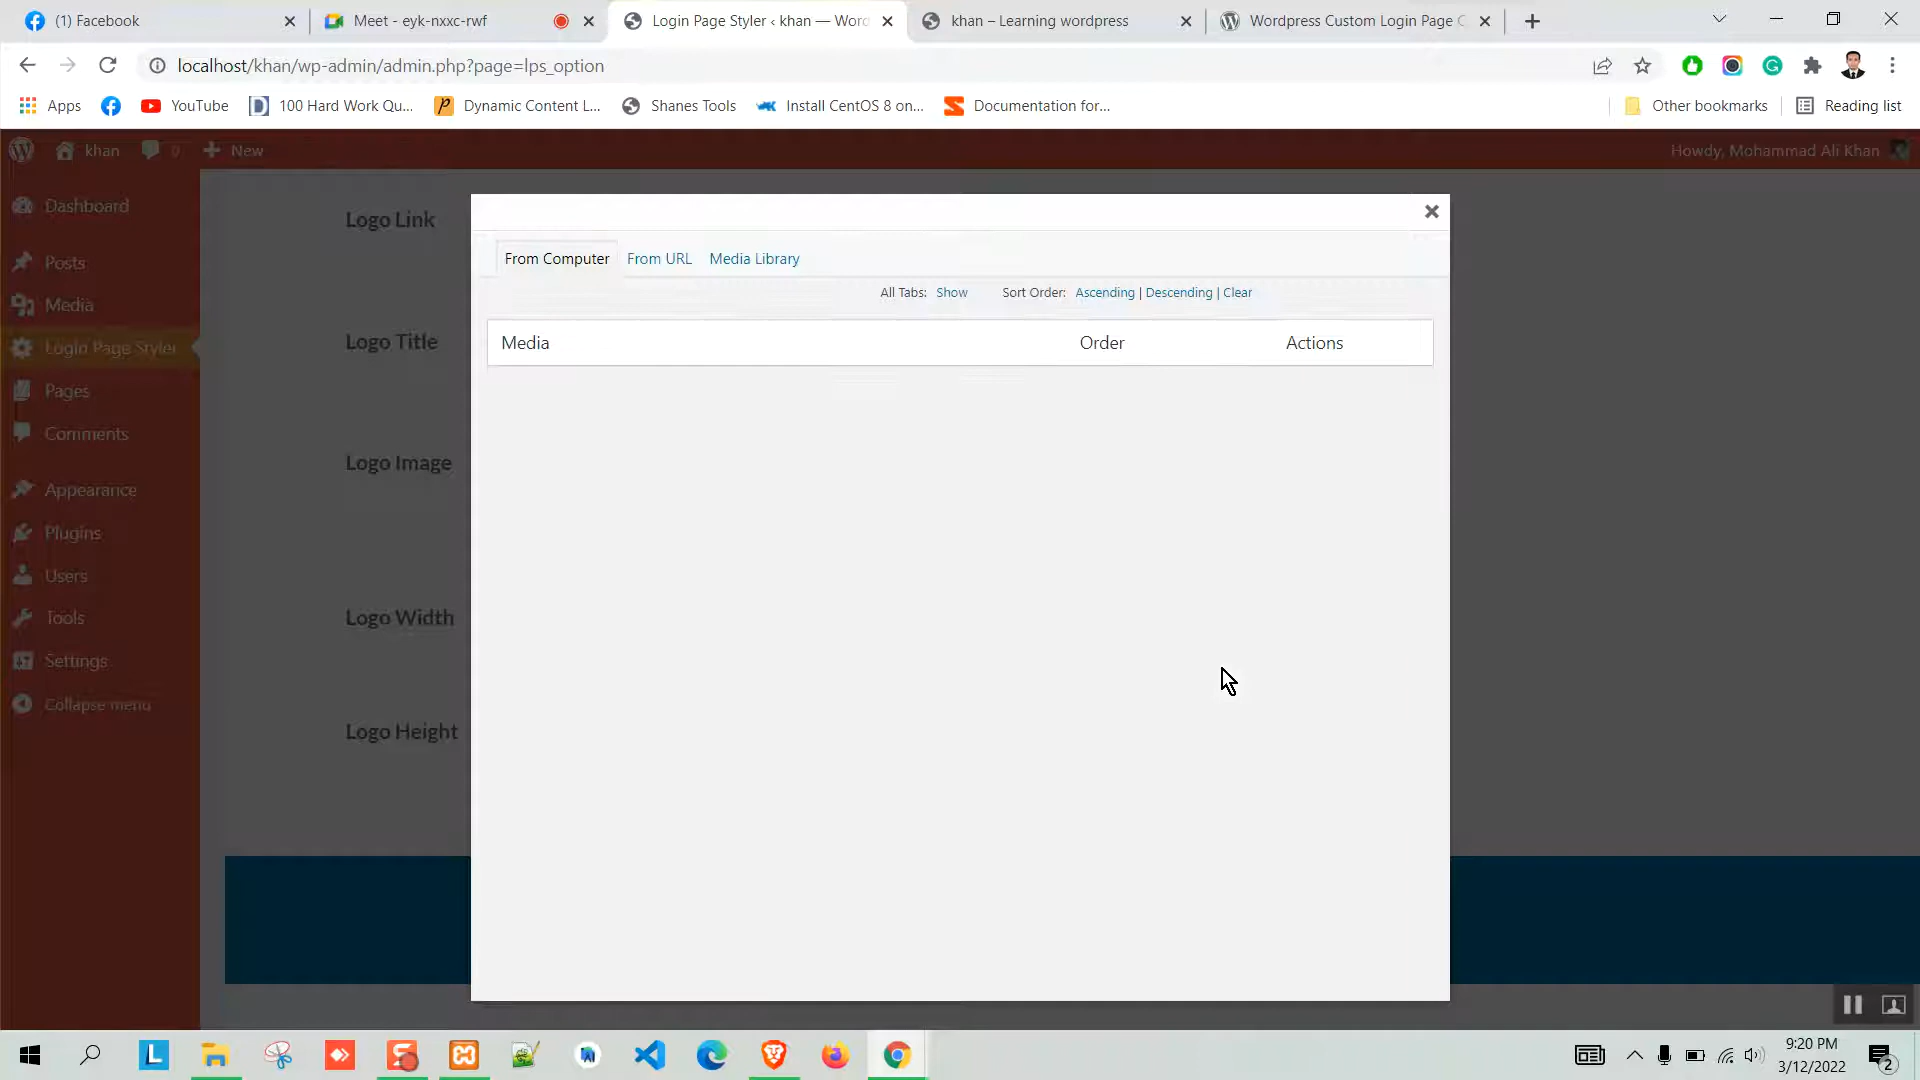 (1) Facebook
Meet - eyk-nxxc-rwf
Login Page Styler ‹ khan — Word
khan – Learning wordpress
Wordpress Custom Login Page C
localhost/khan/wp-admin/admin.php?page=lps_option
Apps
YouTube
100 Hard Work Qu...
Dynamic Content L...
Shanes Tools
Install CentOS 8 on...
Documentation for...
Other bookmarks
Reading list
khan
0
New
Howdy, Mohammad Ali Khan
Dashboard
Posts
Media
Login Page Styler
Pages
Comments
Appearance
Plugins
Users
Tools
Settings
Collapse menu
Logo Link
Logo Title
Logo Image
Logo Width
Logo Height
From Computer
From URL
Media Library
All Tabs: Show
Sort Order: Ascending | Descending | Clear
Media
Order
Actions
9:20 PM
3/12/2022
2